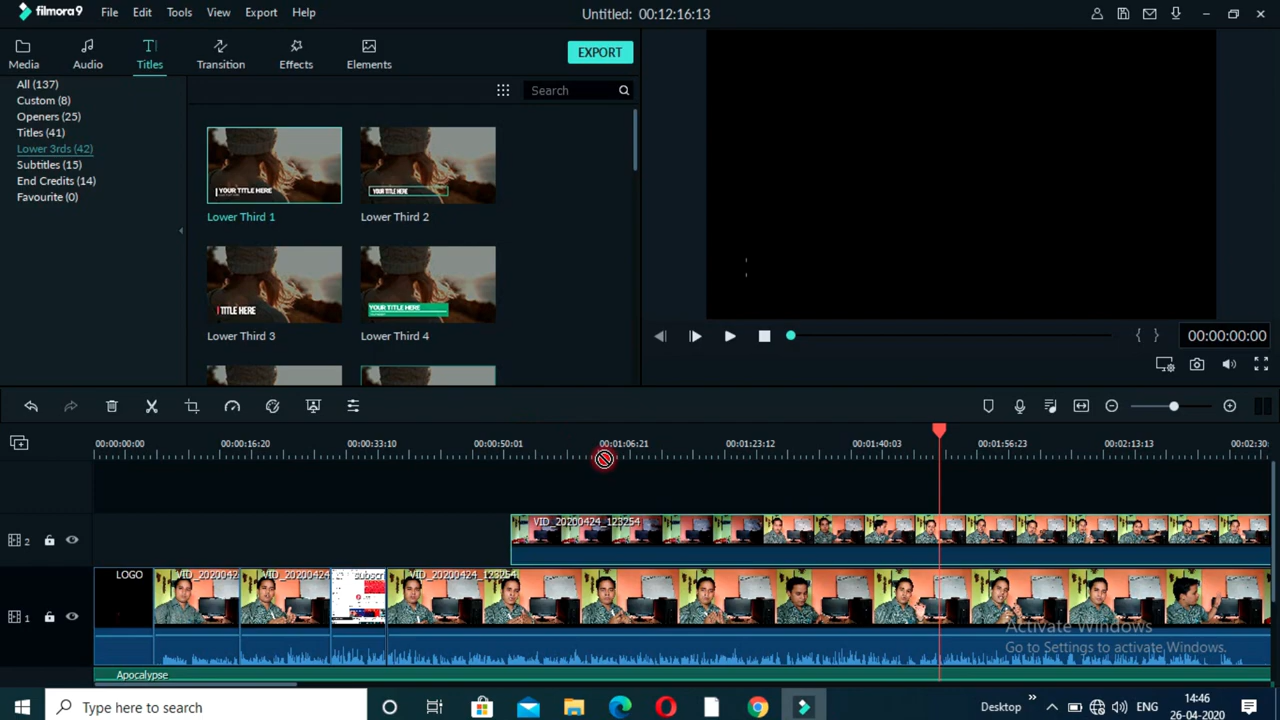 filmora9 File Edit Tools View Export Help Untitled: 00:12:16:13
Media Audio Titles Transition Effects Elements EXPORT
All (137)
Custom (8)
Openers (25)
Titles (41)
Lower 3rds (42)
Subtitles (15)
End Credits (14)
Favourite (0)
Search
YOUR TITLE HERE
Lower Third 1
YOUR TITLE HERE
Lower Third 2
TITLE HERE
Lower Third 3
YOUR TITLE HERE
Lower Third 4
00:00:00:00
00:00:00:00 00:00:16:20 00:00:33:10 00:00:50:01 00:01:06:21 00:01:23:12 00:01:40:03 00:01:56:23 00:02:13:13 00:02:30:
2 VID_20200424_123254
1 LOGO VID_2020042 VID_2020042 subscr VID_20200424_123254
Apocalypse
Activate Windows
Go to Settings to activate Windows.
Type here to search
Desktop
ENG
14:46
26-04-2020